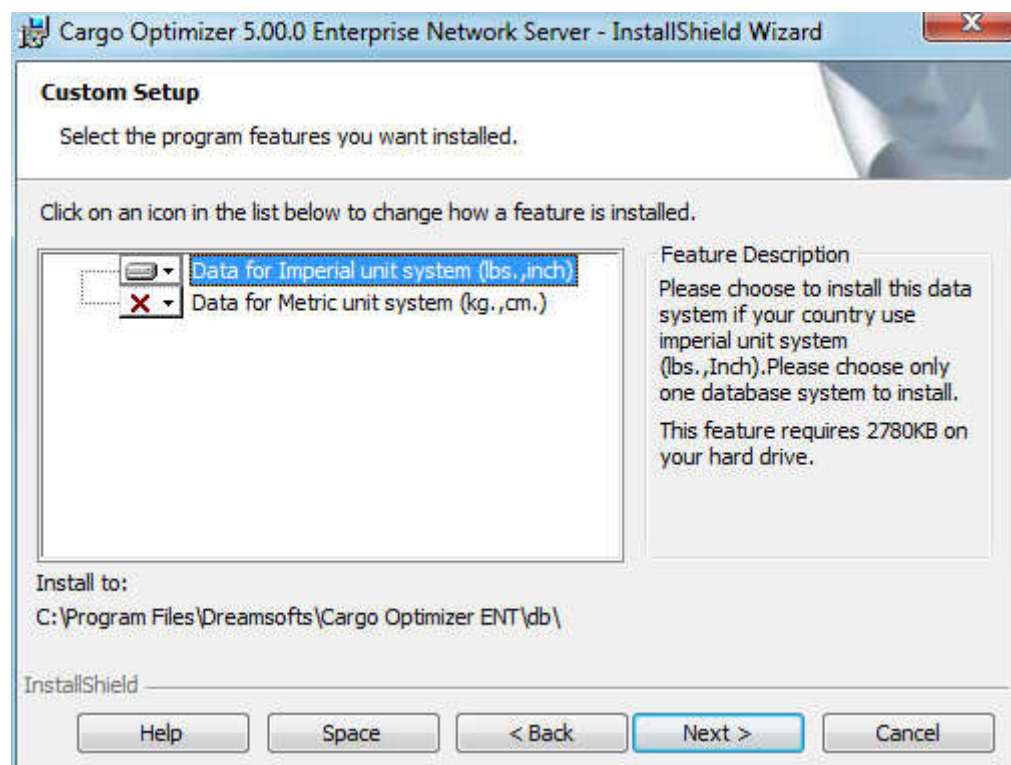 Cargo Optimizer 5.00.0 Enterprise Network Server - InstallShield Wizard
Custom Setup
Select the program features you want installed.
Click on an icon in the list below to change how a feature is installed.
Data for Imperial unit system (lbs.,inch)
Data for Metric unit system (kg.,cm.)
Feature Description
Please choose to install this data
system if your country use
imperial unit system
(lbs.,Inch).Please choose only
one database system to install.
This feature requires 2780KB on
your hard drive.
Install to:
C:\Program Files\Dreamsofts\Cargo Optimizer ENT\db\
InstallShield
Help
Space
< Back
Next >
Cancel